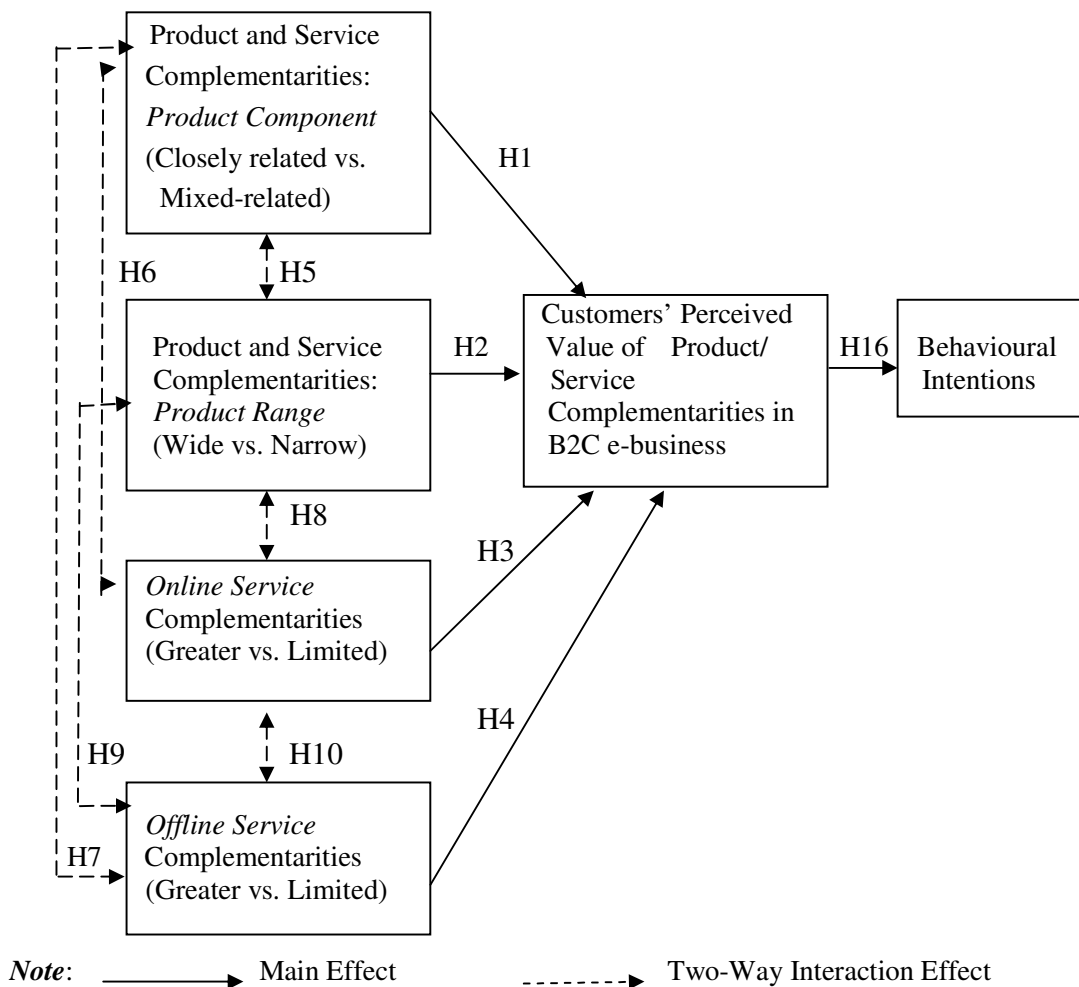 Product and Service
Complementarities:
Product Component
(Closely related vs.
Mixed-related)
H1
H6
H5
Product and Service
Complementarities:
Product Range
(Wide vs. Narrow)
H2
Customers’ Perceived
Value of Product/
Service
Complementarities in
B2C e-business
H16
Behavioural
Intentions
H8
H3
Online Service
Complementarities
(Greater vs. Limited)
H4
H9
H10
Offline Service
Complementarities
(Greater vs. Limited)
H7
Note: Main Effect Two-Way Interaction Effect